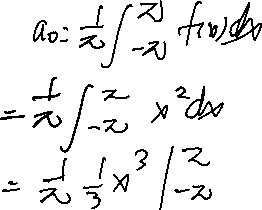 a₀ = 1/π ∫_{-π}^{π} f(x) dx
= 1/π ∫_{-π}^{π} x² dx
= 1/π 1/3 x³ |_{-π}^{π}